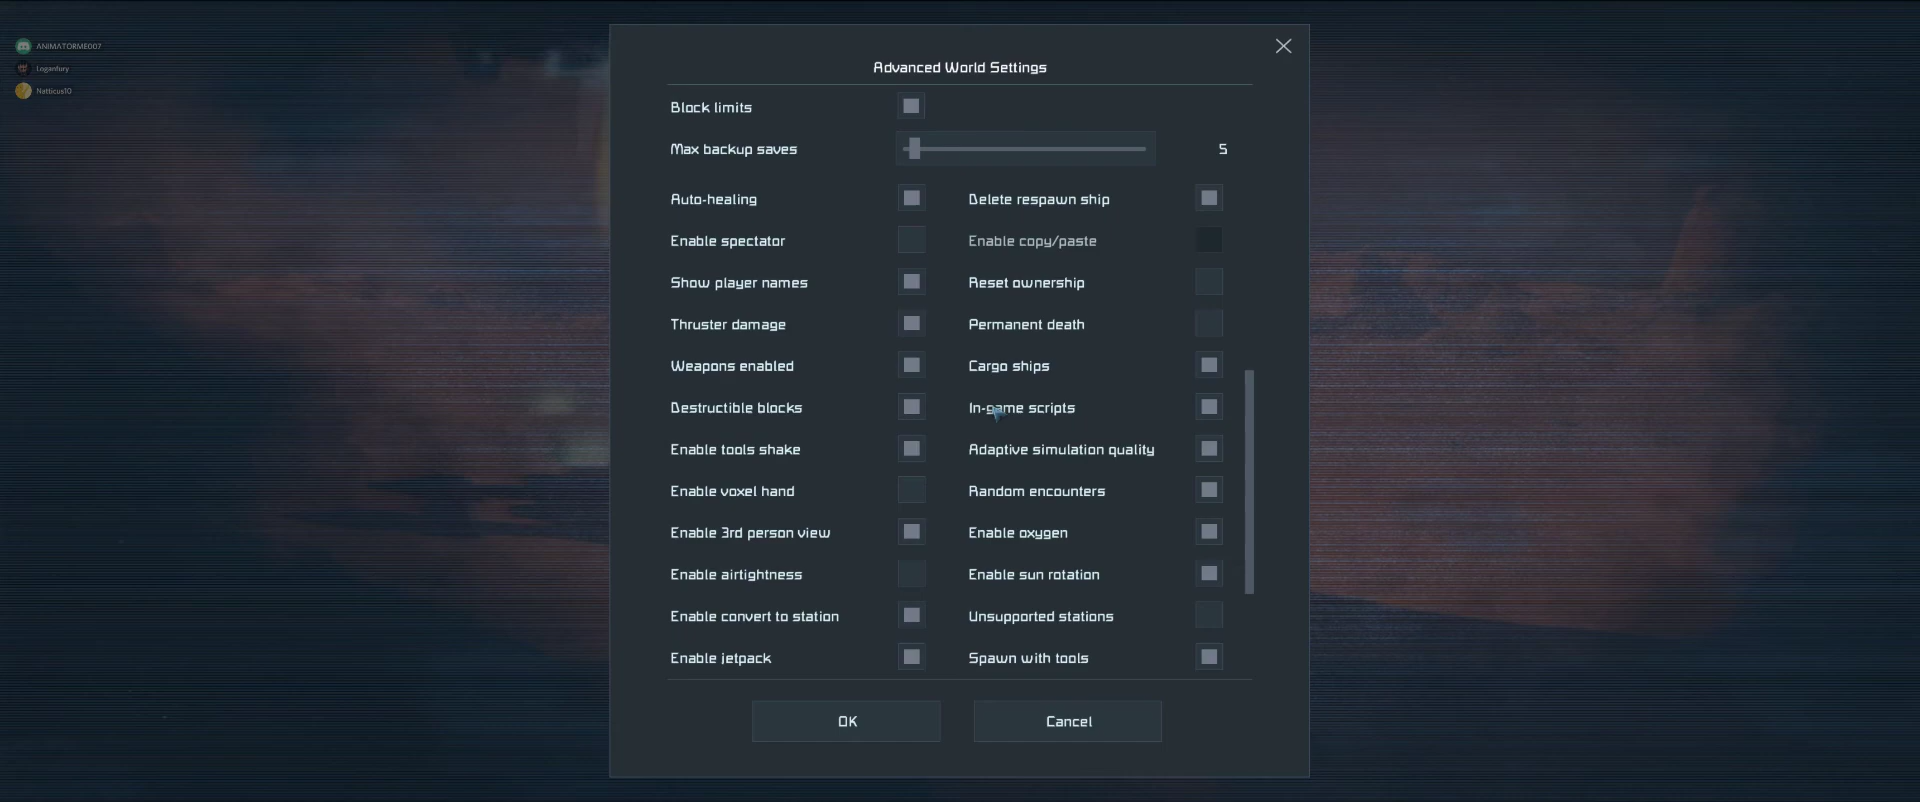 ANIMATORME007
Loganfury
Natticus10
Advanced World Settings
Block limits
Max backup saves 5
Auto-healing Delete respawn ship
Enable spectator Enable copy/paste
Show player names Reset ownership
Thruster damage Permanent death
Weapons enabled Cargo ships
Destructible blocks In-game scripts
Enable tools shake Adaptive simulation quality
Enable voxel hand Random encounters
Enable 3rd person view Enable oxygen
Enable airtightness Enable sun rotation
Enable convert to station Unsupported stations
Enable jetpack Spawn with tools
OK Cancel